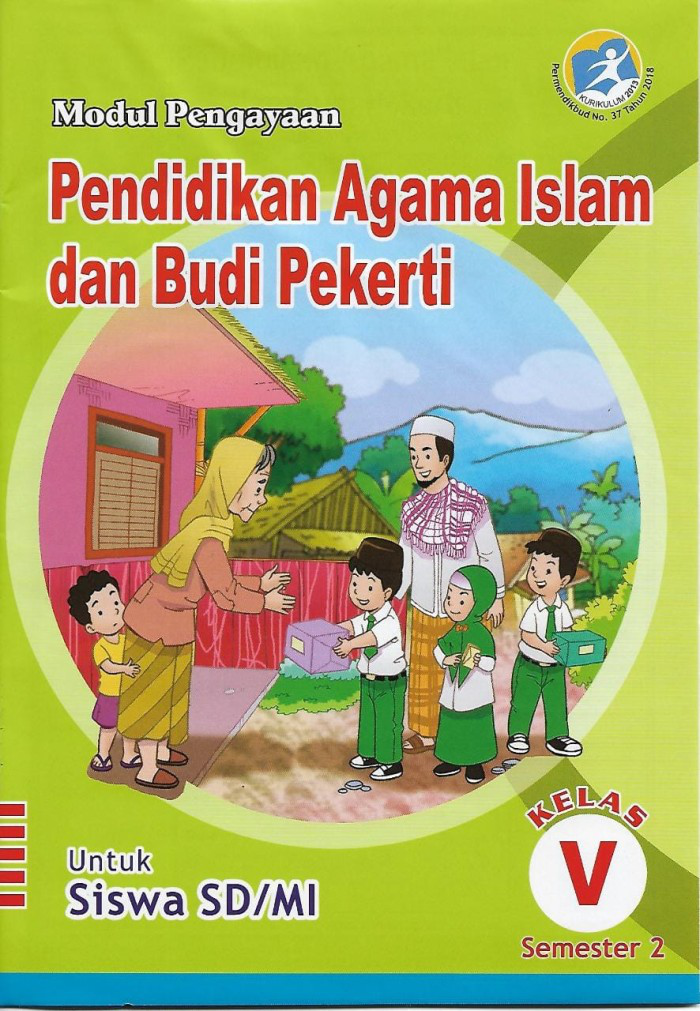 KURIKULUM 2013
Permendikbud No. 37 Tahun 2018
Modul Pengayaan
Pendidikan Agama Islam
dan Budi Pekerti
KELAS
V
Untuk
Siswa SD/MI
Semester 2